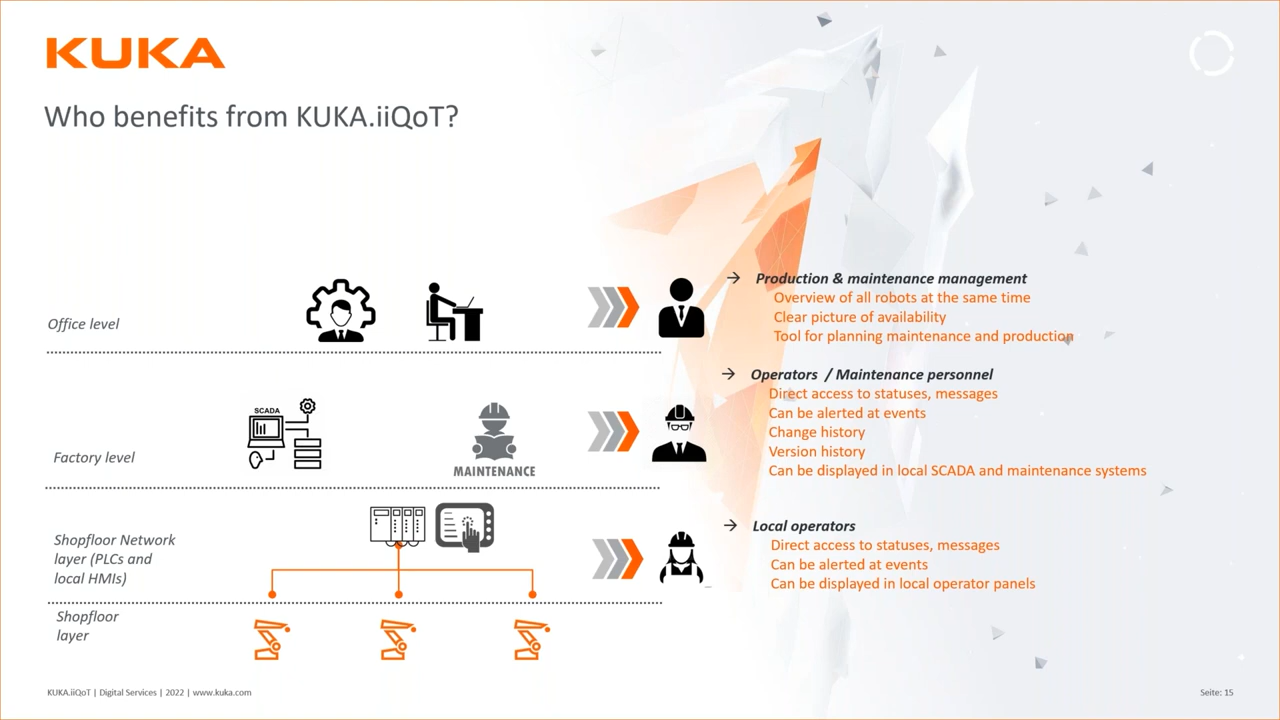 KUKA
Who benefits from KUKA.iiQoT?
Office level
→ Production & maintenance management
Overview of all robots at the same time
Clear picture of availability
Tool for planning maintenance and production
Factory level
SCADA
MAINTENANCE
→ Operators / Maintenance personnel
Direct access to statuses, messages
Can be alerted at events
Change history
Version history
Can be displayed in local SCADA and maintenance systems
Shopfloor Network
layer (PLCs and
local HMIs)
→ Local operators
Direct access to statuses, messages
Can be alerted at events
Can be displayed in local operator panels
Shopfloor
layer
KUKA.iiQoT | Digital Services | 2022 | www.kuka.com
Seite: 15